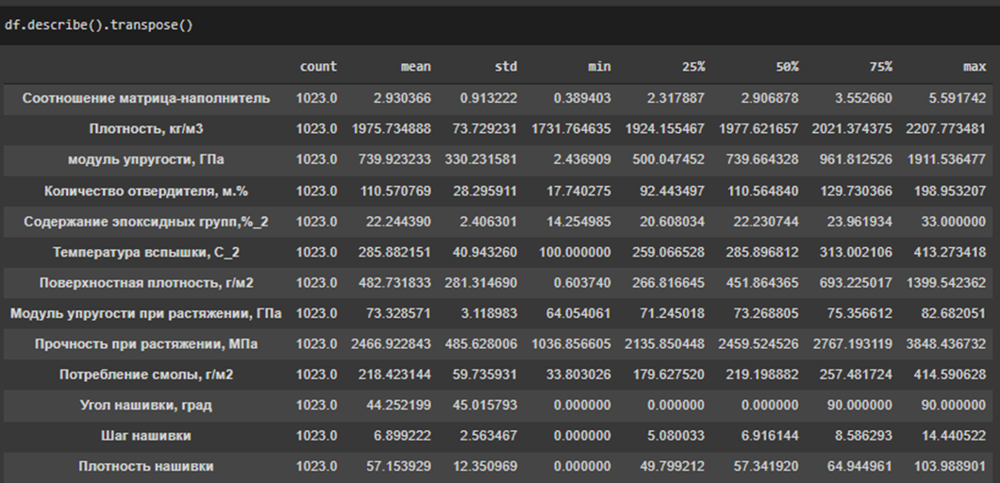 df.describe().transpose()
count mean std min 25% 50% 75% max
Соотношение матрица-наполнитель 1023.0 2.930366 0.913222 0.389403 2.317887 2.906878 3.552660 5.591742
Плотность, кг/м3 1023.0 1975.734888 73.729231 1731.764635 1924.155467 1977.621657 2021.374375 2207.773481
модуль упругости, ГПа 1023.0 739.923233 330.231581 2.436909 500.047452 739.664328 961.812526 1911.536477
Количество отвердителя, м.% 1023.0 110.570769 28.295911 17.740275 92.443497 110.564840 129.730366 198.953207
Содержание эпоксидных групп,%_2 1023.0 22.244390 2.406301 14.254985 20.608034 22.230744 23.961934 33.000000
Температура вспышки, С_2 1023.0 285.882151 40.943260 100.000000 259.066528 285.896812 313.002106 413.273418
Поверхностная плотность, г/м2 1023.0 482.731833 281.314690 0.603740 266.816645 451.864365 693.225017 1399.542362
Модуль упругости при растяжении, ГПа 1023.0 73.328571 3.118983 64.054061 71.245018 73.268805 75.356612 82.682051
Прочность при растяжении, МПа 1023.0 2466.922843 485.628006 1036.856605 2135.850448 2459.524526 2767.193119 3848.436732
Потребление смолы, г/м2 1023.0 218.423144 59.735931 33.803026 179.627520 219.198882 257.481724 414.590628
Угол нашивки, град 1023.0 44.252199 45.015793 0.000000 0.000000 0.000000 90.000000 90.000000
Шаг нашивки 1023.0 6.899222 2.563467 0.000000 5.080033 6.916144 8.586293 14.440522
Плотность нашивки 1023.0 57.153929 12.350969 0.000000 49.799212 57.341920 64.944961 103.988901